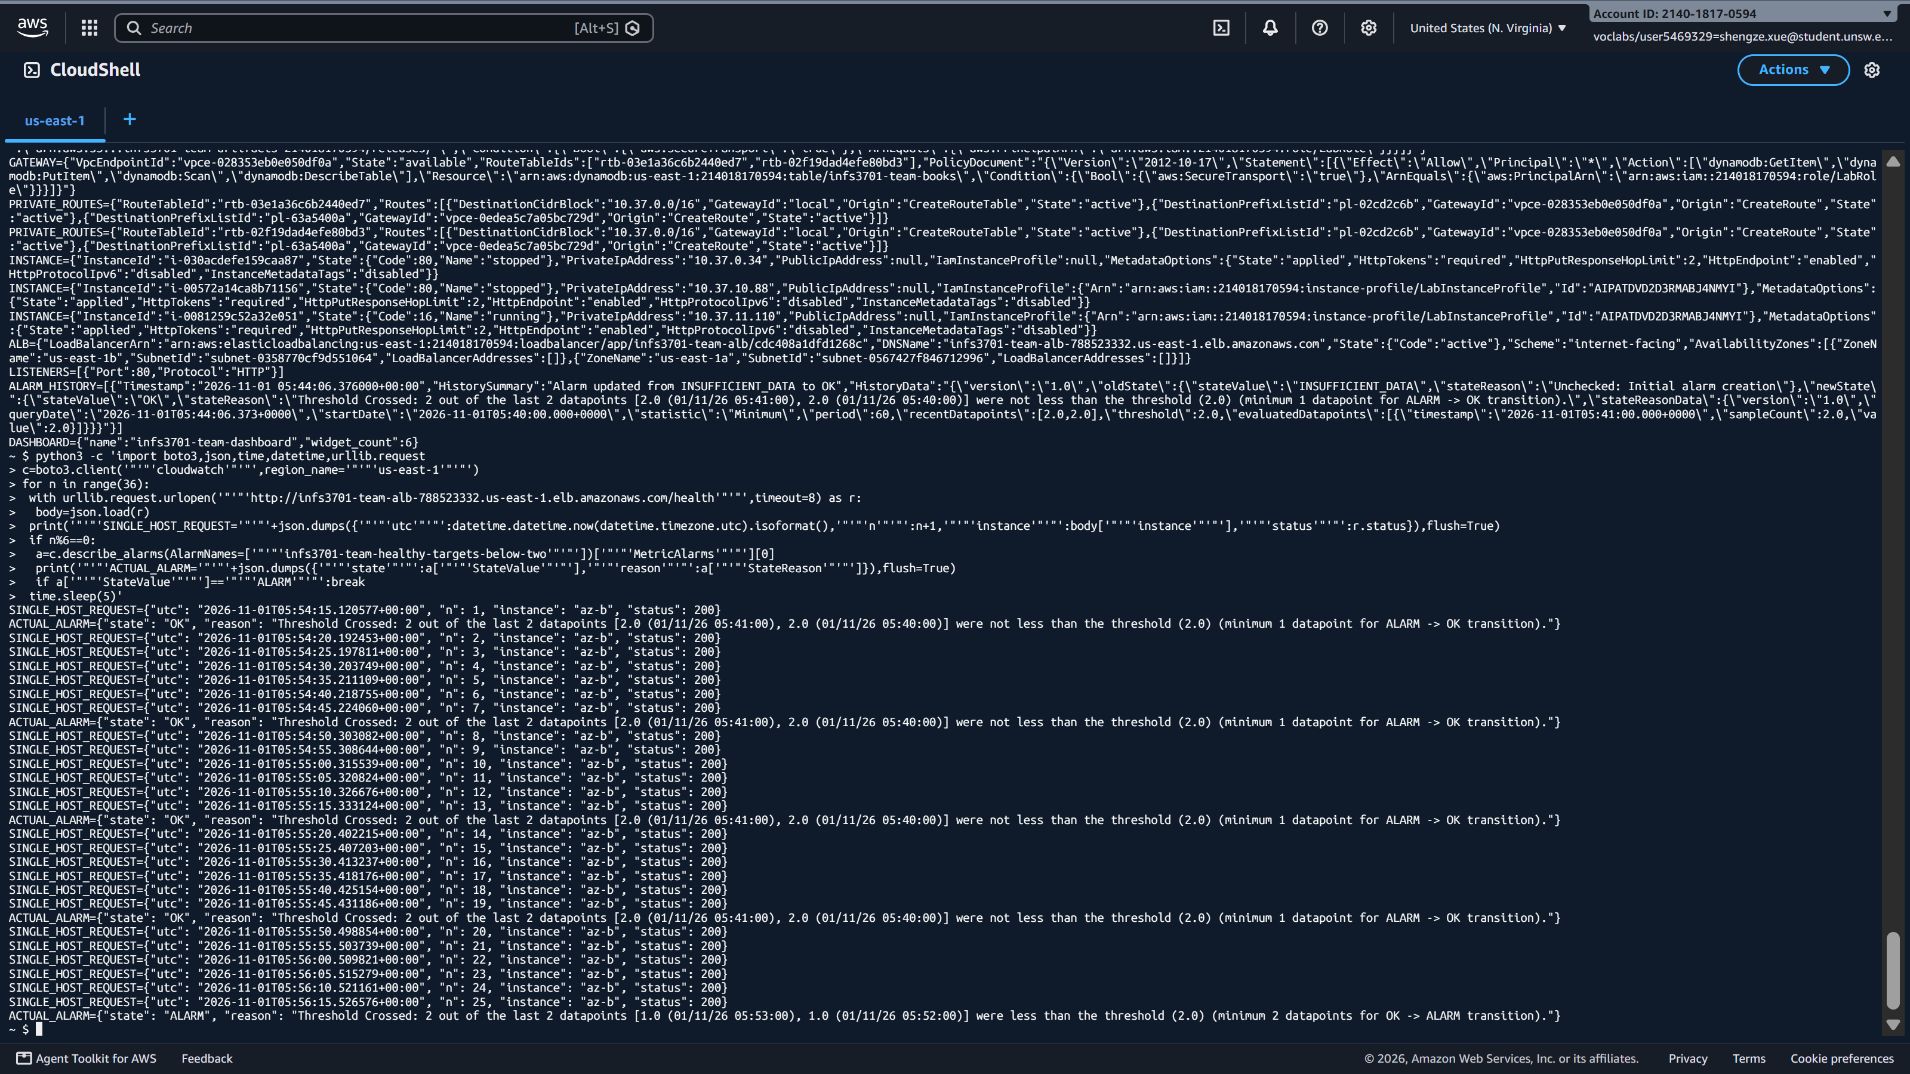 aws
Search
[Alt+S]
United States (N. Virginia)
Account ID: 2140-1817-0594
voclabs/user5469329=shengze.xue@student.unsw.e...
CloudShell
Actions
us-east-1
+
GATEWAY={"VpcEndpointId":"vpce-028353eb0e050df0a","State":"available","RouteTableIds":["rtb-03e1a36c6b2440ed7","rtb-02f19dad4efe80bd3"],"PolicyDocument":"{\"Version\":\"2012-10-17\",\"Statement\":[{\"Effect\":\"Allow\",\"Principal\":\"*\",\"Action\":[\"dynamodb:GetItem\",\"dyna
modb:PutItem\",\"dynamodb:Scan\",\"dynamodb:DescribeTable\"],\"Resource\":\"arn:aws:dynamodb:us-east-1:214018170594:table/infs3701-team-books\",\"Condition\":{\"Bool\":{\"aws:SecureTransport\":\"true\"},\"ArnEquals\":{\"aws:PrincipalArn\":\"arn:aws:iam::214018170594:role/LabRol
e\"}}}]}"}
PRIVATE_ROUTES={"RouteTableId":"rtb-03e1a36c6b2440ed7","Routes":[{"DestinationCidrBlock":"10.37.0.0/16","GatewayId":"local","Origin":"CreateRouteTable","State":"active"},{"DestinationPrefixListId":"pl-02cd2c6b","GatewayId":"vpce-028353eb0e050df0a","Origin":"CreateRoute","State"
:"active"},{"DestinationPrefixListId":"pl-63a5400a","GatewayId":"vpce-0edea5c7a05bc729d","Origin":"CreateRoute","State":"active"}]}
PRIVATE_ROUTES={"RouteTableId":"rtb-02f19dad4efe80bd3","Routes":[{"DestinationCidrBlock":"10.37.0.0/16","GatewayId":"local","Origin":"CreateRouteTable","State":"active"},{"DestinationPrefixListId":"pl-02cd2c6b","GatewayId":"vpce-028353eb0e050df0a","Origin":"CreateRoute","State"
:"active"},{"DestinationPrefixListId":"pl-63a5400a","GatewayId":"vpce-0edea5c7a05bc729d","Origin":"CreateRoute","State":"active"}]}
INSTANCE={"InstanceId":"i-030acdefe159caa87","State":{"Code":80,"Name":"stopped"},"PrivateIpAddress":"10.37.0.34","PublicIpAddress":null,"IamInstanceProfile":null,"MetadataOptions":{"State":"applied","HttpTokens":"required","HttpPutResponseHopLimit":2,"HttpEndpoint":"enabled","
HttpProtocolIpv6":"disabled","InstanceMetadataTags":"disabled"}}
INSTANCE={"InstanceId":"i-00572a14ca8b71156","State":{"Code":80,"Name":"stopped"},"PrivateIpAddress":"10.37.10.88","PublicIpAddress":null,"IamInstanceProfile":{"Arn":"arn:aws:iam::214018170594:instance-profile/LabInstanceProfile","Id":"AIPATDVD2D3RMABJ4NMYI"},"MetadataOptions":
{"State":"applied","HttpTokens":"required","HttpPutResponseHopLimit":2,"HttpEndpoint":"enabled","HttpProtocolIpv6":"disabled","InstanceMetadataTags":"disabled"}}
INSTANCE={"InstanceId":"i-0081259c52a32e051","State":{"Code":16,"Name":"running"},"PrivateIpAddress":"10.37.11.110","PublicIpAddress":null,"IamInstanceProfile":{"Arn":"arn:aws:iam::214018170594:instance-profile/LabInstanceProfile","Id":"AIPATDVD2D3RMABJ4NMYI"},"MetadataOptions"
:{"State":"applied","HttpTokens":"required","HttpPutResponseHopLimit":2,"HttpEndpoint":"enabled","HttpProtocolIpv6":"disabled","InstanceMetadataTags":"disabled"}}
ALB={"LoadBalancerArn":"arn:aws:elasticloadbalancing:us-east-1:214018170594:loadbalancer/app/infs3701-team-alb/cdc408a1dfd1268c","DNSName":"infs3701-team-alb-788523332.us-east-1.elb.amazonaws.com","State":{"Code":"active"},"Scheme":"internet-facing","AvailabilityZones":[{"ZoneN
ame":"us-east-1b","SubnetId":"subnet-0358770cf9d551064","LoadBalancerAddresses":[]},{"ZoneName":"us-east-1a","SubnetId":"subnet-0567427f846712996","LoadBalancerAddresses":[]}]}
LISTENERS=[{"Port":80,"Protocol":"HTTP"}]
ALARM_HISTORY=[{"Timestamp":"2026-11-01 05:44:06.376000+00:00","HistorySummary":"Alarm updated from INSUFFICIENT_DATA to OK","HistoryData":"{\"version\":\"1.0\",\"oldState\":{\"stateValue\":\"INSUFFICIENT_DATA\",\"stateReason\":\"Unchecked: Initial alarm creation\"},\"newState\"
:{\"stateValue\":\"OK\",\"stateReason\":\"Threshold Crossed: 2 out of the last 2 datapoints [2.0 (01/11/26 05:41:00), 2.0 (01/11/26 05:40:00)] were not less than the threshold (2.0) (minimum 1 datapoint for ALARM -> OK transition).\",\"stateReasonData\":{\"version\":\"1.0\",\"
queryDate\":\"2026-11-01T05:44:06.373+0000\",\"startDate\":\"2026-11-01T05:40:00.000+0000\",\"statistic\":\"Minimum\",\"period\":60,\"recentDatapoints\":[2.0,2.0],\"threshold\":2.0,\"evaluatedDatapoints\":[{\"timestamp\":\"2026-11-01T05:41:00.000+0000\",\"sampleCount\":2.0,\"va
lue\":2.0}]}}}"}]
DASHBOARD={"name":"infs3701-team-dashboard","widget_count":6}
~ $ python3 -c 'import boto3,json,time,datetime,urllib.request
> c=boto3.client('"'"'cloudwatch'"'"',region_name='"'"'us-east-1'"'"')
> for n in range(36):
>  with urllib.request.urlopen('"'"'http://infs3701-team-alb-788523332.us-east-1.elb.amazonaws.com/health'"'"',timeout=8) as r:
>   body=json.load(r)
>  print('"'"'SINGLE_HOST_REQUEST='"'"'+json.dumps({'"'"'utc'"'"':datetime.datetime.now(datetime.timezone.utc).isoformat(),'"'"'n'"'"':n+1,'"'"'instance'"'"':body['"'"'instance'"'"'],'"'"'status'"'"':r.status}),flush=True)
>  if n%6==0:
>   a=c.describe_alarms(AlarmNames=['"'"'infs3701-team-healthy-targets-below-two'"'"'])['"'"'MetricAlarms'"'"'][0]
>   print('"'"'ACTUAL_ALARM='"'"'+json.dumps({'"'"'state'"'"':a['"'"'StateValue'"'"'],'"'"'reason'"'"':a['"'"'StateReason'"'"']}),flush=True)
>   if a['"'"'StateValue'"'"']=='"'"'ALARM'"'"':break
>  time.sleep(5)'
SINGLE_HOST_REQUEST={"utc": "2026-11-01T05:54:15.120577+00:00", "n": 1, "instance": "az-b", "status": 200}
ACTUAL_ALARM={"state": "OK", "reason": "Threshold Crossed: 2 out of the last 2 datapoints [2.0 (01/11/26 05:41:00), 2.0 (01/11/26 05:40:00)] were not less than the threshold (2.0) (minimum 1 datapoint for ALARM -> OK transition)."}
SINGLE_HOST_REQUEST={"utc": "2026-11-01T05:54:20.192453+00:00", "n": 2, "instance": "az-b", "status": 200}
SINGLE_HOST_REQUEST={"utc": "2026-11-01T05:54:25.197811+00:00", "n": 3, "instance": "az-b", "status": 200}
SINGLE_HOST_REQUEST={"utc": "2026-11-01T05:54:30.203749+00:00", "n": 4, "instance": "az-b", "status": 200}
SINGLE_HOST_REQUEST={"utc": "2026-11-01T05:54:35.211109+00:00", "n": 5, "instance": "az-b", "status": 200}
SINGLE_HOST_REQUEST={"utc": "2026-11-01T05:54:40.218755+00:00", "n": 6, "instance": "az-b", "status": 200}
SINGLE_HOST_REQUEST={"utc": "2026-11-01T05:54:45.224060+00:00", "n": 7, "instance": "az-b", "status": 200}
ACTUAL_ALARM={"state": "OK", "reason": "Threshold Crossed: 2 out of the last 2 datapoints [2.0 (01/11/26 05:41:00), 2.0 (01/11/26 05:40:00)] were not less than the threshold (2.0) (minimum 1 datapoint for ALARM -> OK transition)."}
SINGLE_HOST_REQUEST={"utc": "2026-11-01T05:54:50.303082+00:00", "n": 8, "instance": "az-b", "status": 200}
SINGLE_HOST_REQUEST={"utc": "2026-11-01T05:54:55.308644+00:00", "n": 9, "instance": "az-b", "status": 200}
SINGLE_HOST_REQUEST={"utc": "2026-11-01T05:55:00.315539+00:00", "n": 10, "instance": "az-b", "status": 200}
SINGLE_HOST_REQUEST={"utc": "2026-11-01T05:55:05.320824+00:00", "n": 11, "instance": "az-b", "status": 200}
SINGLE_HOST_REQUEST={"utc": "2026-11-01T05:55:10.326676+00:00", "n": 12, "instance": "az-b", "status": 200}
SINGLE_HOST_REQUEST={"utc": "2026-11-01T05:55:15.333124+00:00", "n": 13, "instance": "az-b", "status": 200}
ACTUAL_ALARM={"state": "OK", "reason": "Threshold Crossed: 2 out of the last 2 datapoints [2.0 (01/11/26 05:41:00), 2.0 (01/11/26 05:40:00)] were not less than the threshold (2.0) (minimum 1 datapoint for ALARM -> OK transition)."}
SINGLE_HOST_REQUEST={"utc": "2026-11-01T05:55:20.402215+00:00", "n": 14, "instance": "az-b", "status": 200}
SINGLE_HOST_REQUEST={"utc": "2026-11-01T05:55:25.407203+00:00", "n": 15, "instance": "az-b", "status": 200}
SINGLE_HOST_REQUEST={"utc": "2026-11-01T05:55:30.413237+00:00", "n": 16, "instance": "az-b", "status": 200}
SINGLE_HOST_REQUEST={"utc": "2026-11-01T05:55:35.418176+00:00", "n": 17, "instance": "az-b", "status": 200}
SINGLE_HOST_REQUEST={"utc": "2026-11-01T05:55:40.425154+00:00", "n": 18, "instance": "az-b", "status": 200}
SINGLE_HOST_REQUEST={"utc": "2026-11-01T05:55:45.431186+00:00", "n": 19, "instance": "az-b", "status": 200}
ACTUAL_ALARM={"state": "OK", "reason": "Threshold Crossed: 2 out of the last 2 datapoints [2.0 (01/11/26 05:41:00), 2.0 (01/11/26 05:40:00)] were not less than the threshold (2.0) (minimum 1 datapoint for ALARM -> OK transition)."}
SINGLE_HOST_REQUEST={"utc": "2026-11-01T05:55:50.498854+00:00", "n": 20, "instance": "az-b", "status": 200}
SINGLE_HOST_REQUEST={"utc": "2026-11-01T05:55:55.503739+00:00", "n": 21, "instance": "az-b", "status": 200}
SINGLE_HOST_REQUEST={"utc": "2026-11-01T05:56:00.509821+00:00", "n": 22, "instance": "az-b", "status": 200}
SINGLE_HOST_REQUEST={"utc": "2026-11-01T05:56:05.515279+00:00", "n": 23, "instance": "az-b", "status": 200}
SINGLE_HOST_REQUEST={"utc": "2026-11-01T05:56:10.521161+00:00", "n": 24, "instance": "az-b", "status": 200}
SINGLE_HOST_REQUEST={"utc": "2026-11-01T05:56:15.526576+00:00", "n": 25, "instance": "az-b", "status": 200}
ACTUAL_ALARM={"state": "ALARM", "reason": "Threshold Crossed: 2 out of the last 2 datapoints [1.0 (01/11/26 05:53:00), 1.0 (01/11/26 05:52:00)] were less than the threshold (2.0) (minimum 2 datapoints for OK -> ALARM transition)."}
~ $
Agent Toolkit for AWS
Feedback
© 2026, Amazon Web Services, Inc. or its affiliates.
Privacy
Terms
Cookie preferences